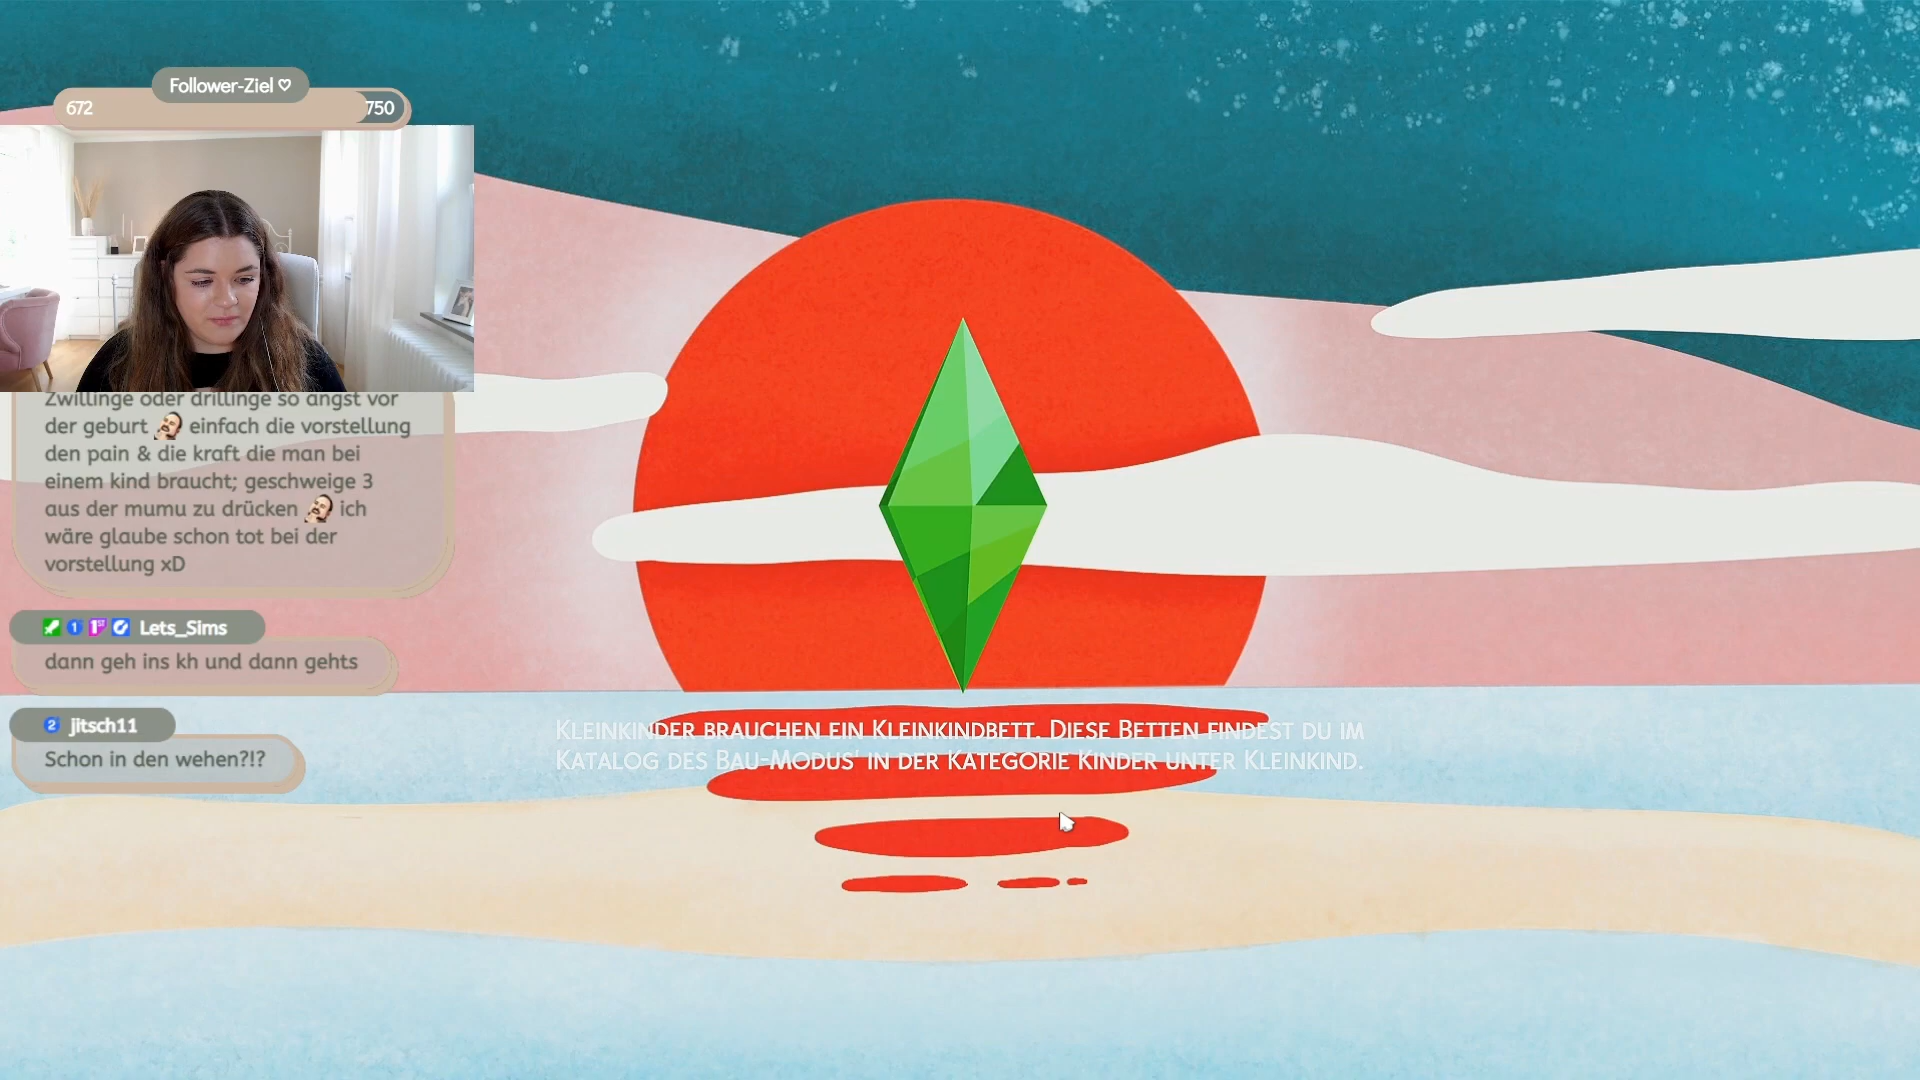 Follower-Ziel ♡
672
750
Zwillinge oder drillinge so angst vor
der geburt einfach die vorstellung
den pain & die kraft die man bei
einem kind braucht; geschweige 3
aus der mumu zu drücken ich
wäre glaube schon tot bei der
vorstellung xD
1 1ST Lets_Sims
dann geh ins kh und dann gehts
2 jitsch11
Schon in den wehen?!?
KLEINKINDER BRAUCHEN EIN KLEINKINDBETT. DIESE BETTEN FINDEST DU IM
KATALOG DES BAU-MODUS' IN DER KATEGORIE KINDER UNTER KLEINKIND.